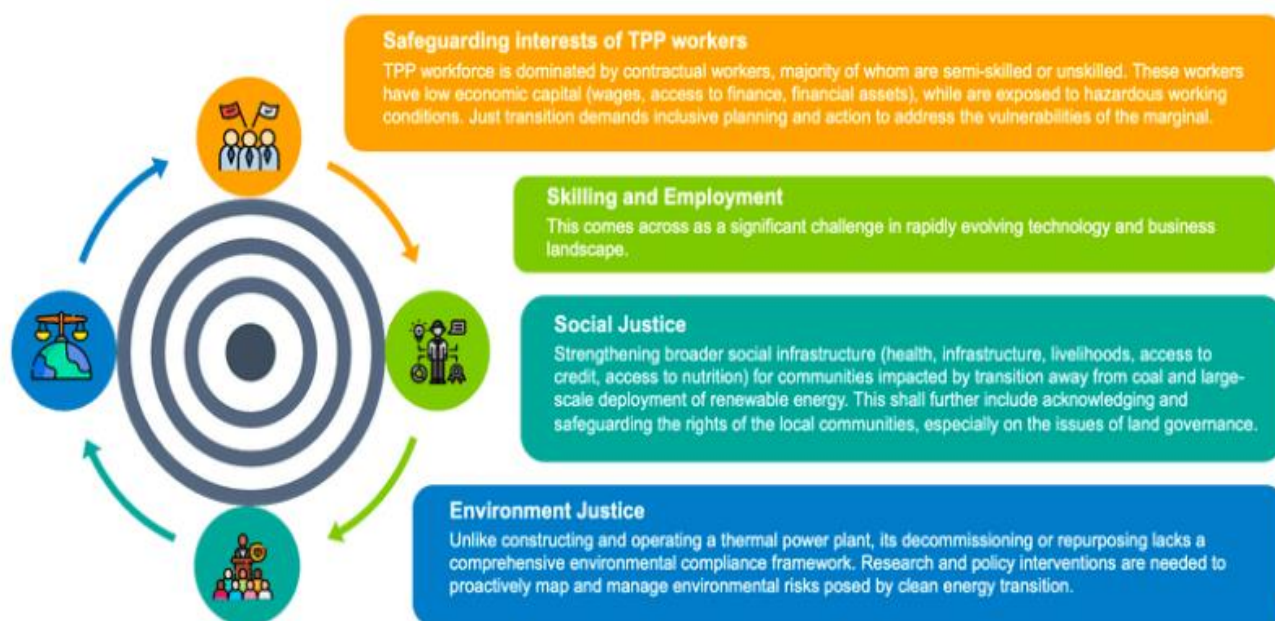 Safeguarding interests of TPP workers
TPP workforce is dominated by contractual workers, majority of whom are semi-skilled or unskilled. These workers
have low economic capital (wages, access to finance, financial assets), while are exposed to hazardous working
conditions. Just transition demands inclusive planning and action to address the vulnerabilities of the marginal.
Skilling and Employment
This comes across as a significant challenge in rapidly evolving technology and business
landscape.
Social Justice
Strengthening broader social infrastructure (health, infrastructure, livelihoods, access to
credit, access to nutrition) for communities impacted by transition away from coal and large-
scale deployment of renewable energy. This shall further include acknowledging and
safeguarding the rights of the local communities, especially on the issues of land governance.
Environment Justice
Unlike constructing and operating a thermal power plant, its decommissioning or repurposing lacks a
comprehensive environmental compliance framework. Research and policy interventions are needed to
proactively map and manage environmental risks posed by clean energy transition.